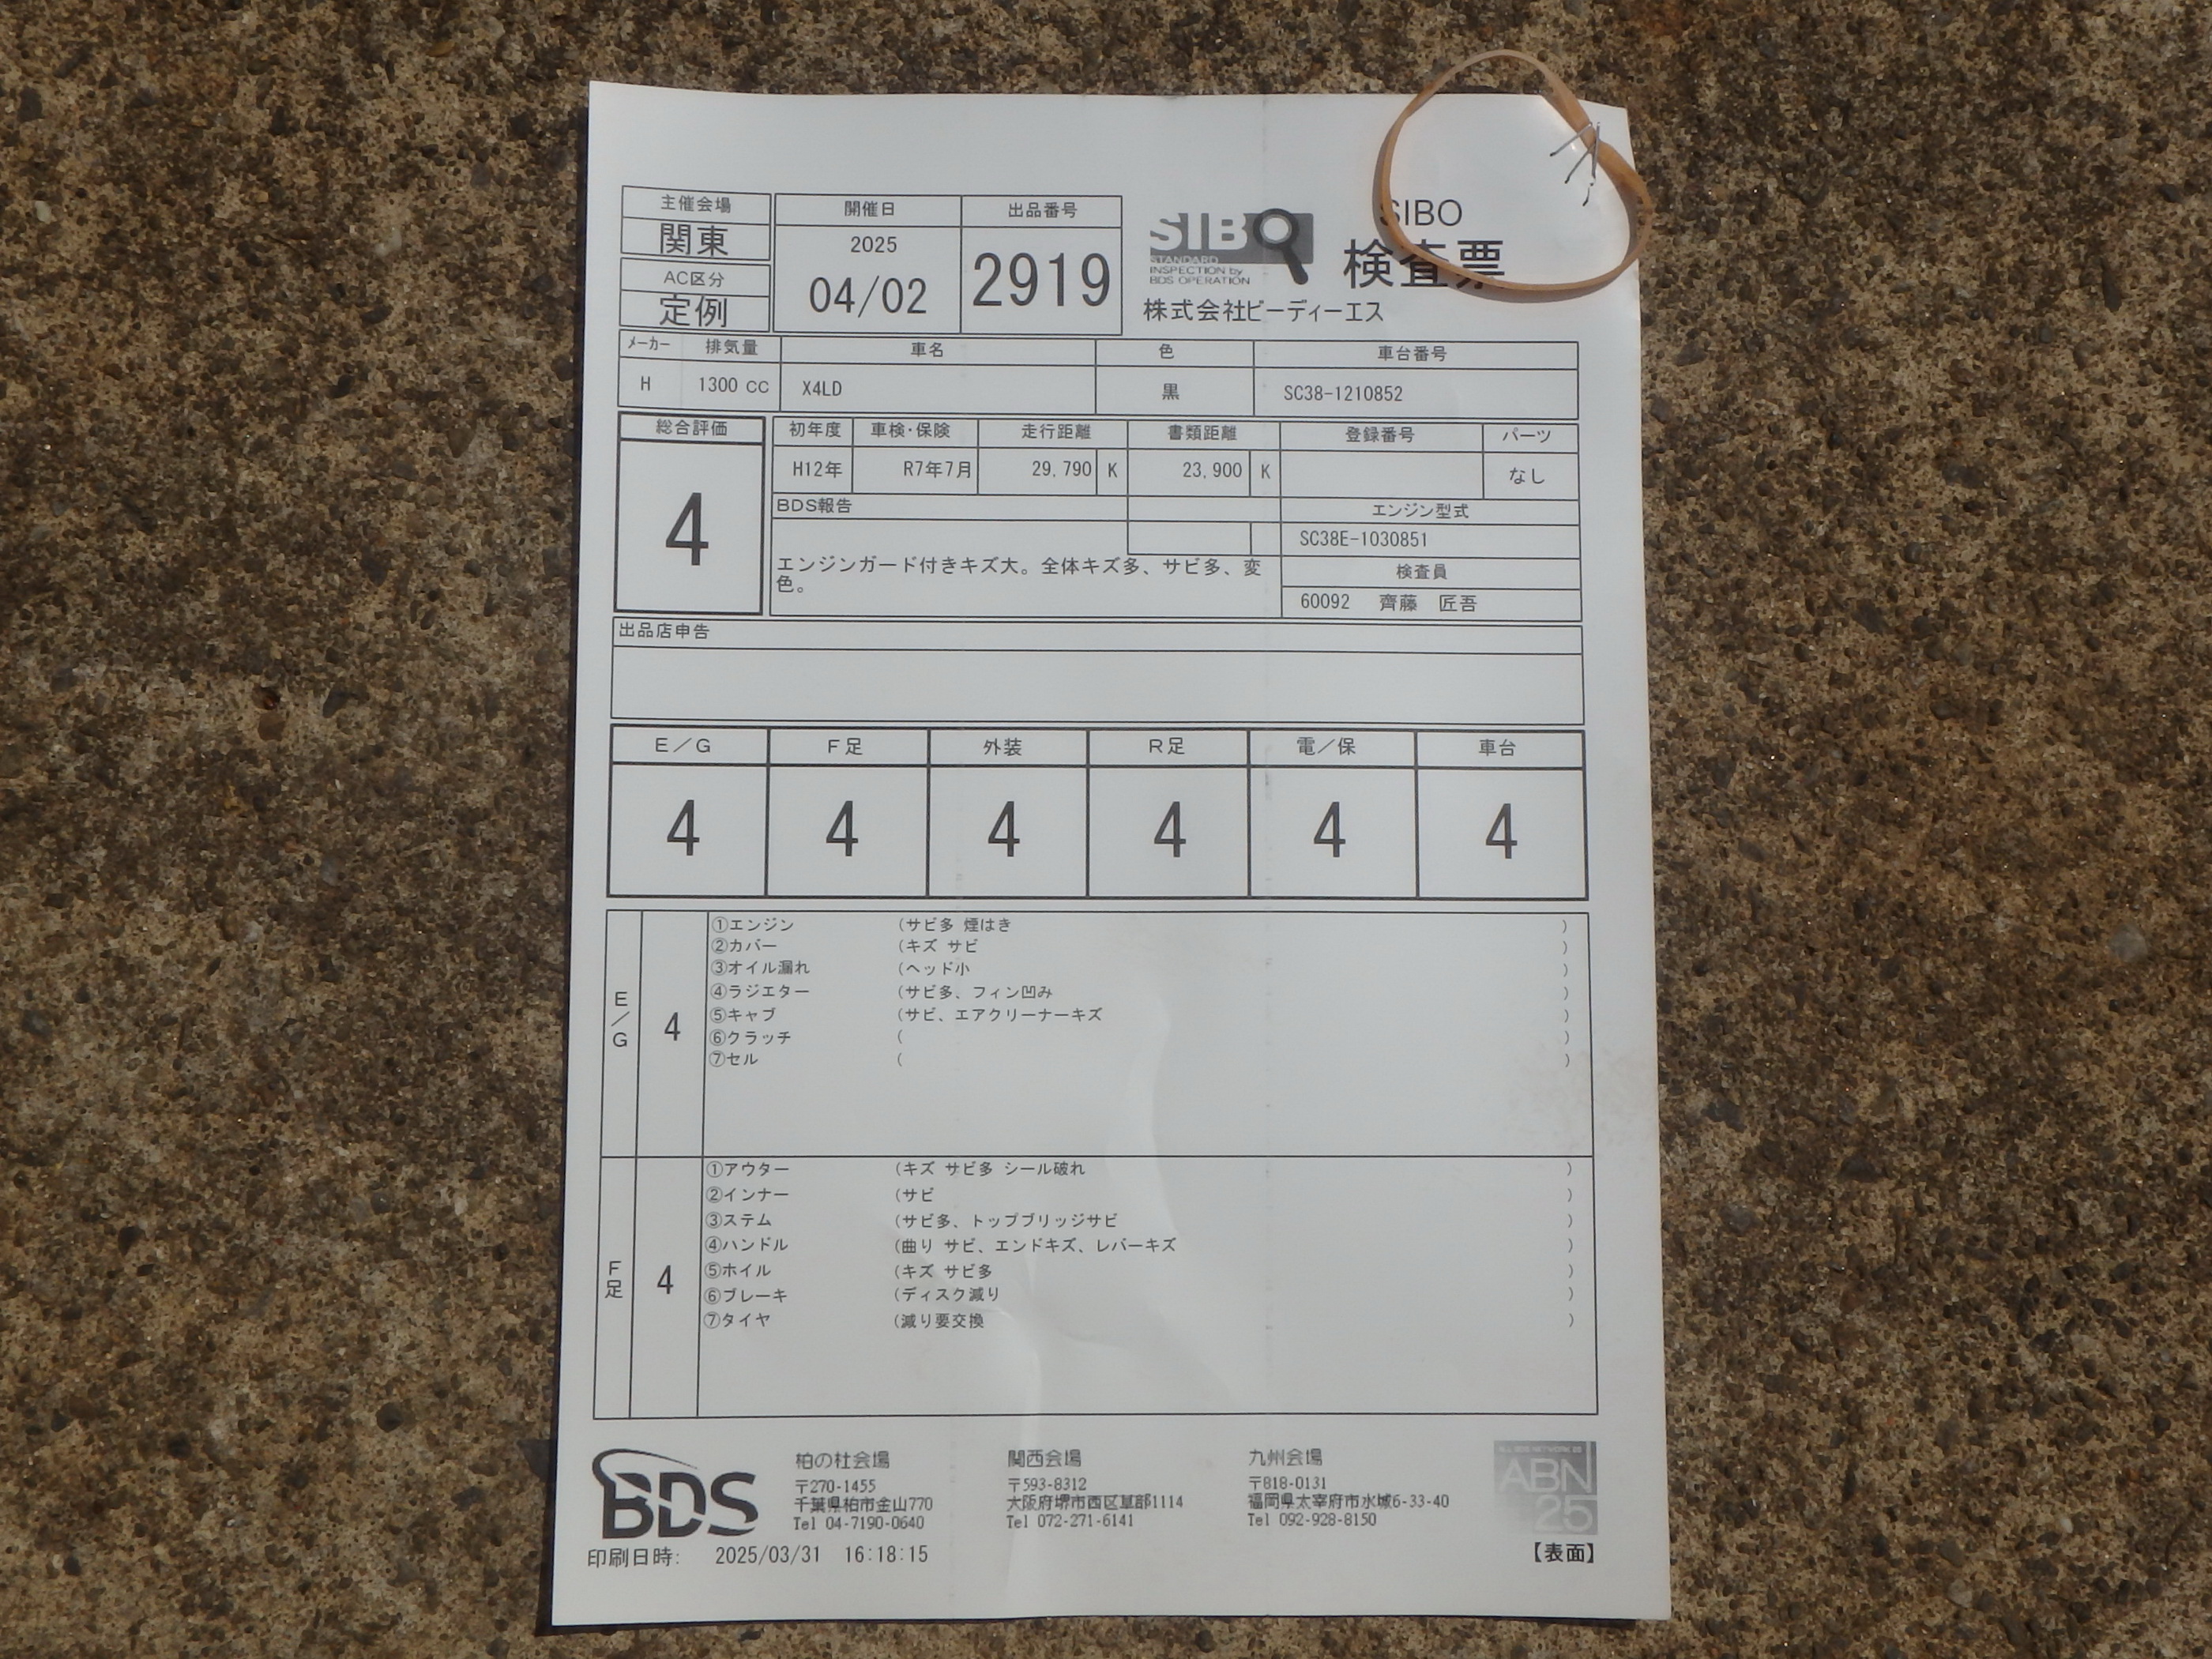 主催会場
関東
AC区分
定例
開催日
2025
04/02
出品番号
2919
SIBO
STANDARD
INSPECTION by
BDS OPERATION
SIBO
検査票
株式会社ビーディーエス
メーカー 排気量 車名 色 車台番号
H 1300 CC X4LD 黒 SC38-1210852
総合評価
4
初年度 車検・保険 走行距離 書類距離 登録番号 パーツ
H12年 R7年7月 29,790 K 23,900 K なし
BDS報告
エンジンガード付きキズ大。全体キズ多、サビ多、変
色。
エンジン型式
SC38E-1030851
検査員
60092 齊藤 匠吾
出品店申告
E/G F足 外装 R足 電/保 車台
4 4 4 4 4 4
E/G
4
①エンジン (サビ多 煙はき )
②カバー (キズ サビ )
③オイル漏れ (ヘッド小 )
④ラジエター (サビ多、フィン凹み )
⑤キャブ (サビ、エアクリーナーキズ )
⑥クラッチ ( )
⑦セル ( )
F足
4
①アウター (キズ サビ多 シール破れ )
②インナー (サビ )
③ステム (サビ多、トップブリッジサビ )
④ハンドル (曲り サビ、エンドキズ、レバーキズ )
⑤ホイル (キズ サビ多 )
⑥ブレーキ (ディスク減り )
⑦タイヤ (減り要交換 )
BDS
柏の杜会場
〒270-1455
千葉県柏市金山770
Tel 04-7190-0640
関西会場
〒593-8312
大阪府堺市西区草部1114
Tel 072-271-6141
九州会場
〒818-0131
福岡県太宰府市水城6-33-40
Tel 092-928-8150
ABN
25
印刷日時: 2025/03/31 16:18:15
【表面】